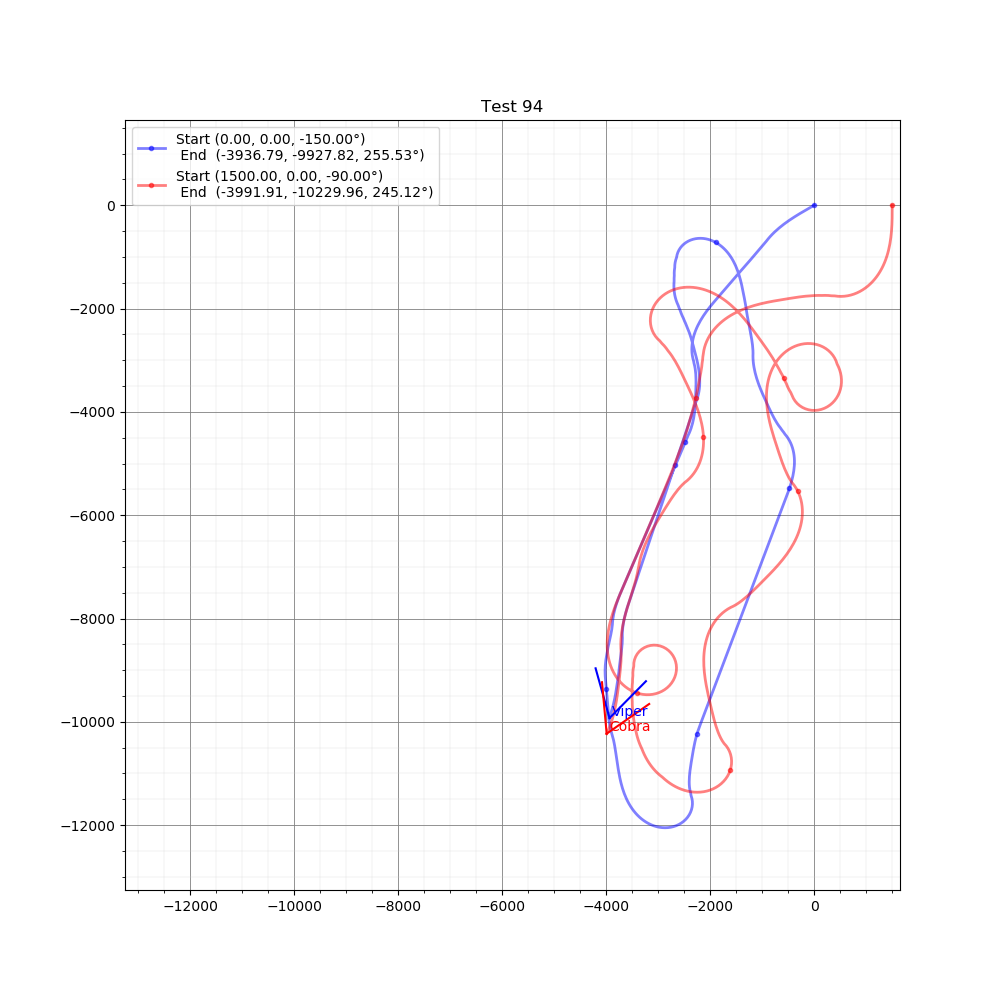 Test 94
Start (0.00, 0.00, -150.00°)
End (-3936.79, -9927.82, 255.53°)
Start (1500.00, 0.00, -90.00°)
End (-3991.91, -10229.96, 245.12°)
0
−2000
−4000
−6000
−8000
−10000
−12000
Viper
Cobra
−12000
−10000
−8000
−6000
−4000
−2000
0